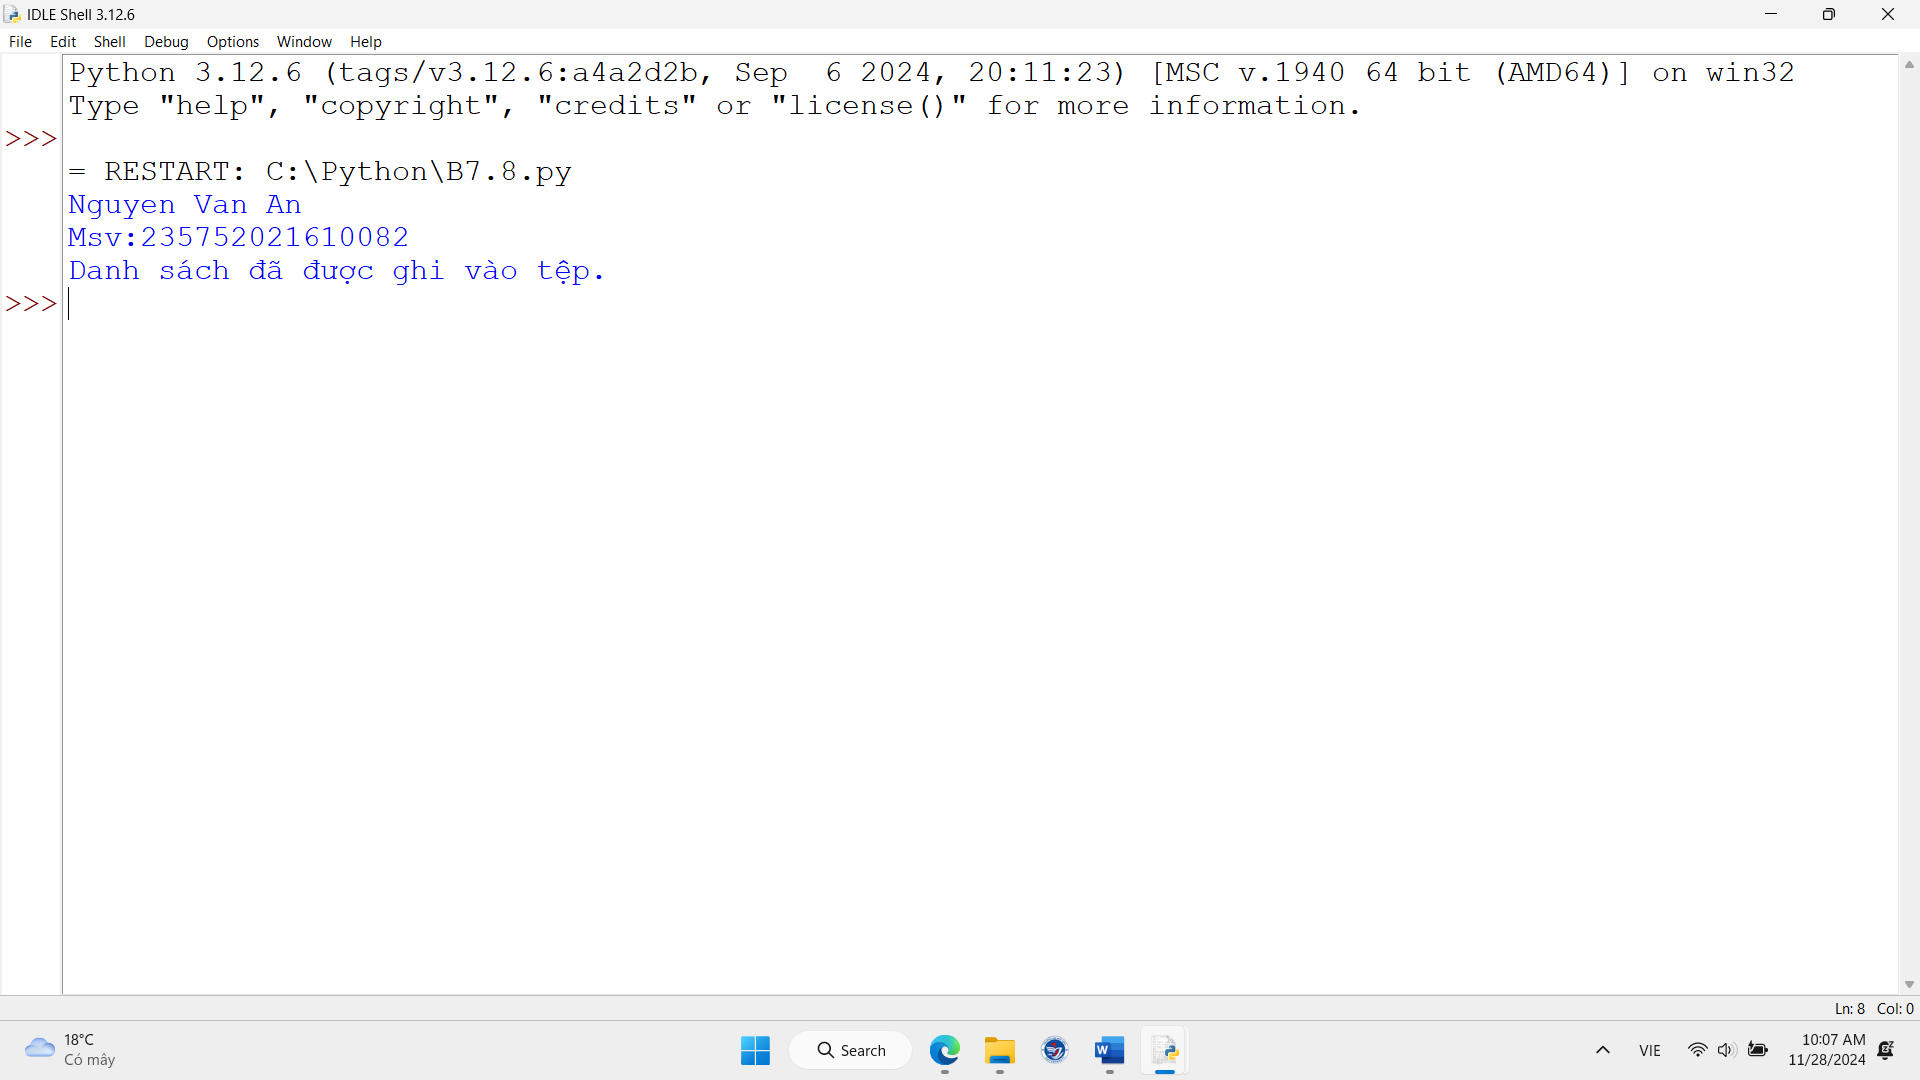 IDLE Shell 3.12.6
File Edit Shell Debug Options Window Help
Python 3.12.6 (tags/v3.12.6:a4a2d2b, Sep  6 2024, 20:11:23) [MSC v.1940 64 bit (AMD64)] on win32
Type "help", "copyright", "credits" or "license()" for more information.
>>>
= RESTART: C:\Python\B7.8.py
Nguyen Van An
Msv:235752021610082
Danh sách đã được ghi vào tệp.
>>>
Ln: 8 Col: 0
18°C
Có mây
Search
W
VIE
10:07 AM
11/28/2024